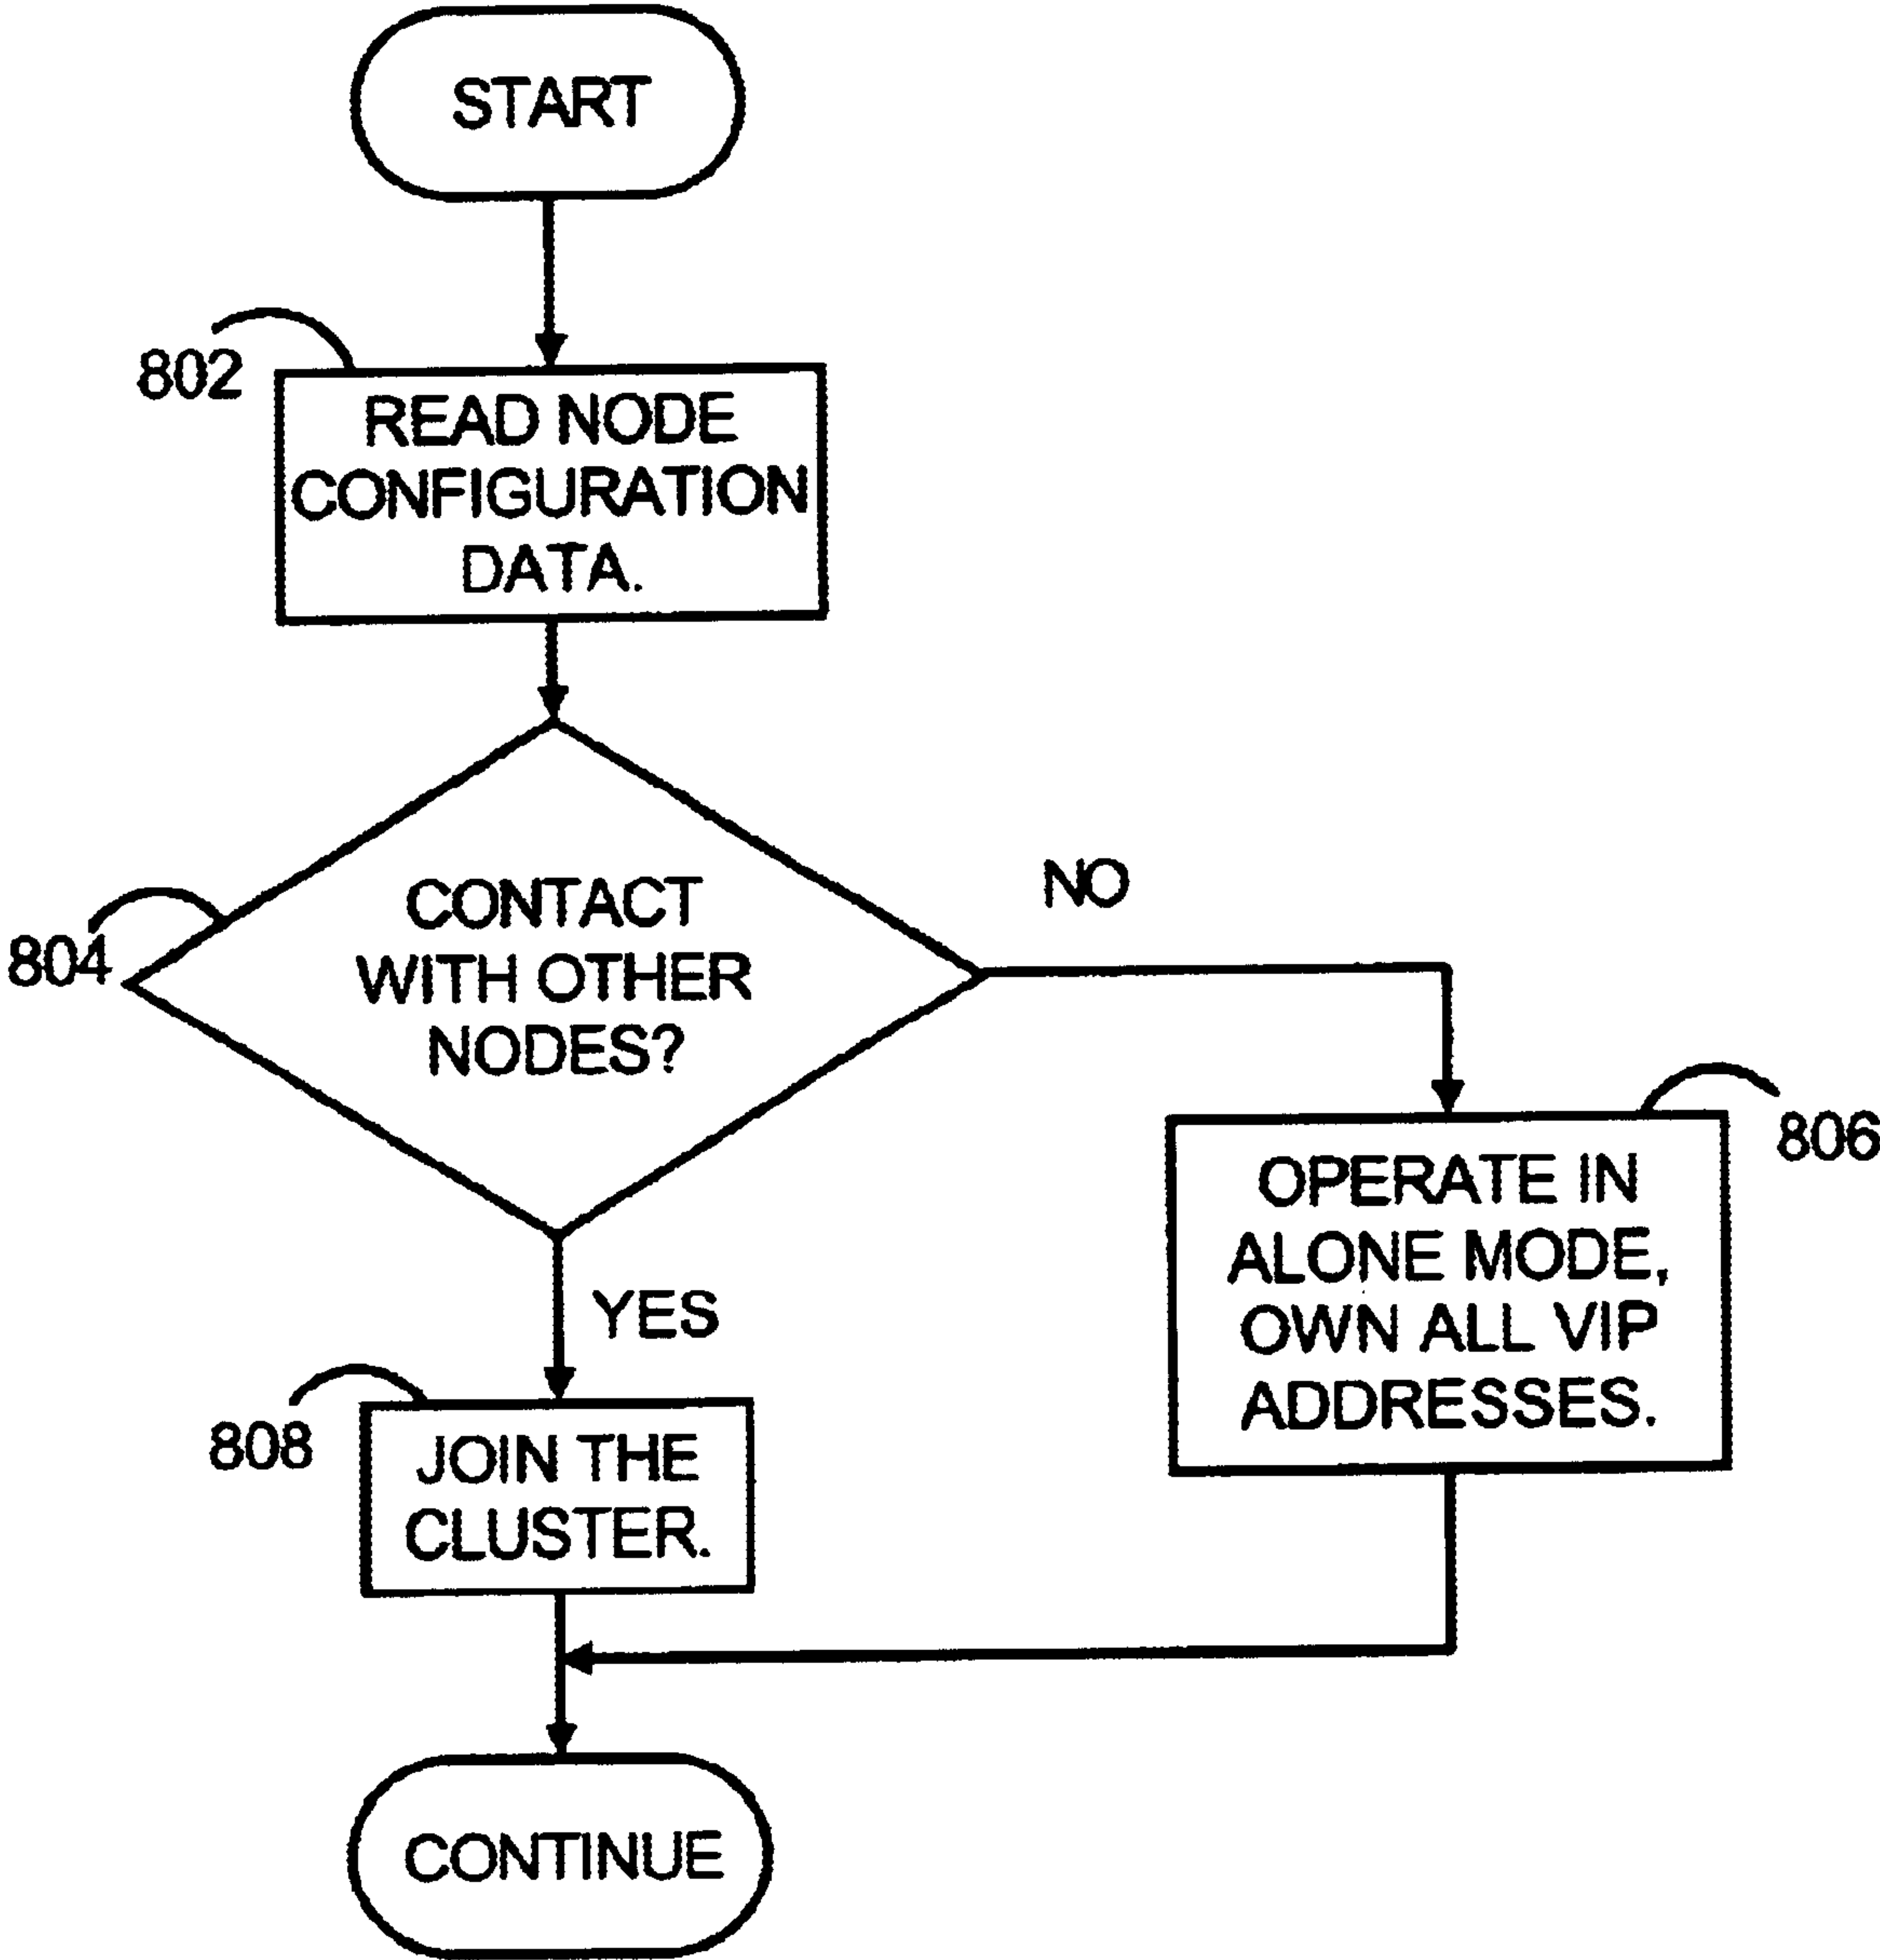 START
802
READ NODE
CONFIGURATION
DATA.
804
CONTACT
WITH OTHER
NODES?
NO
YES
806
OPERATE IN
ALONE MODE,
OWN ALL VIP
ADDRESSES.
808
JOIN THE
CLUSTER.
CONTINUE